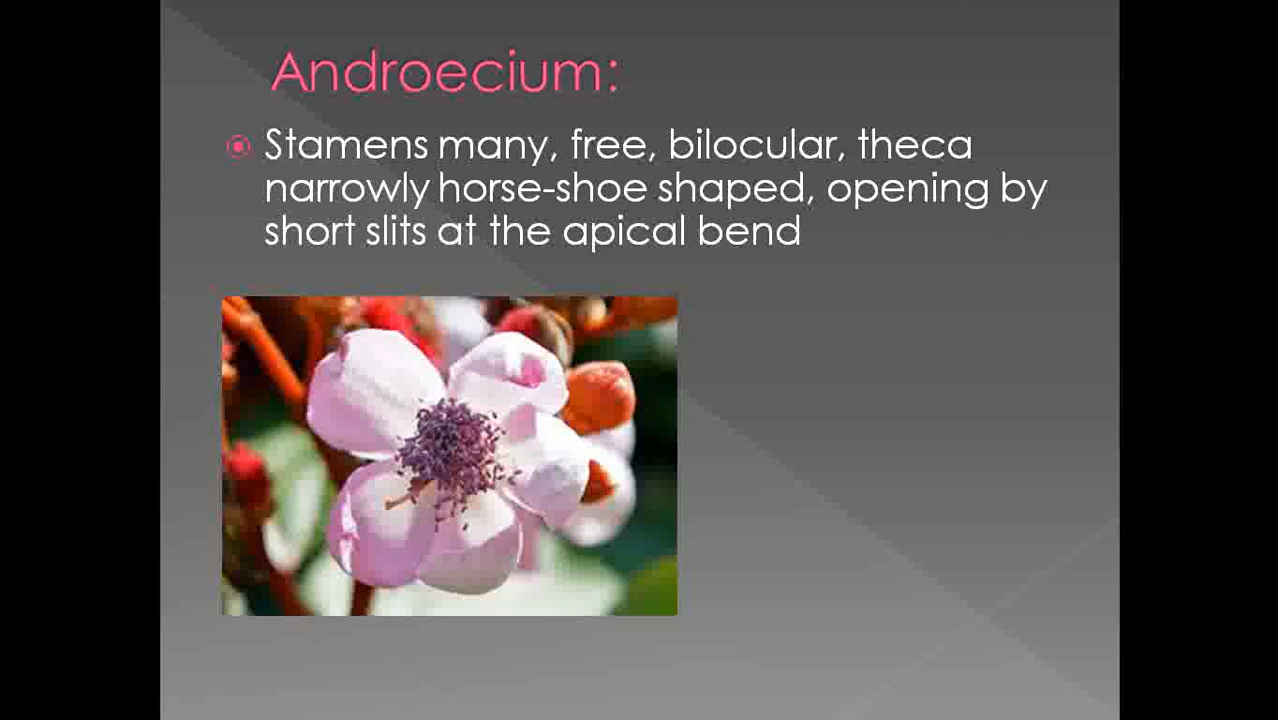 Androecium:
Stamens many, free, bilocular, theca
narrowly horse-shoe shaped, opening by
short slits at the apical bend